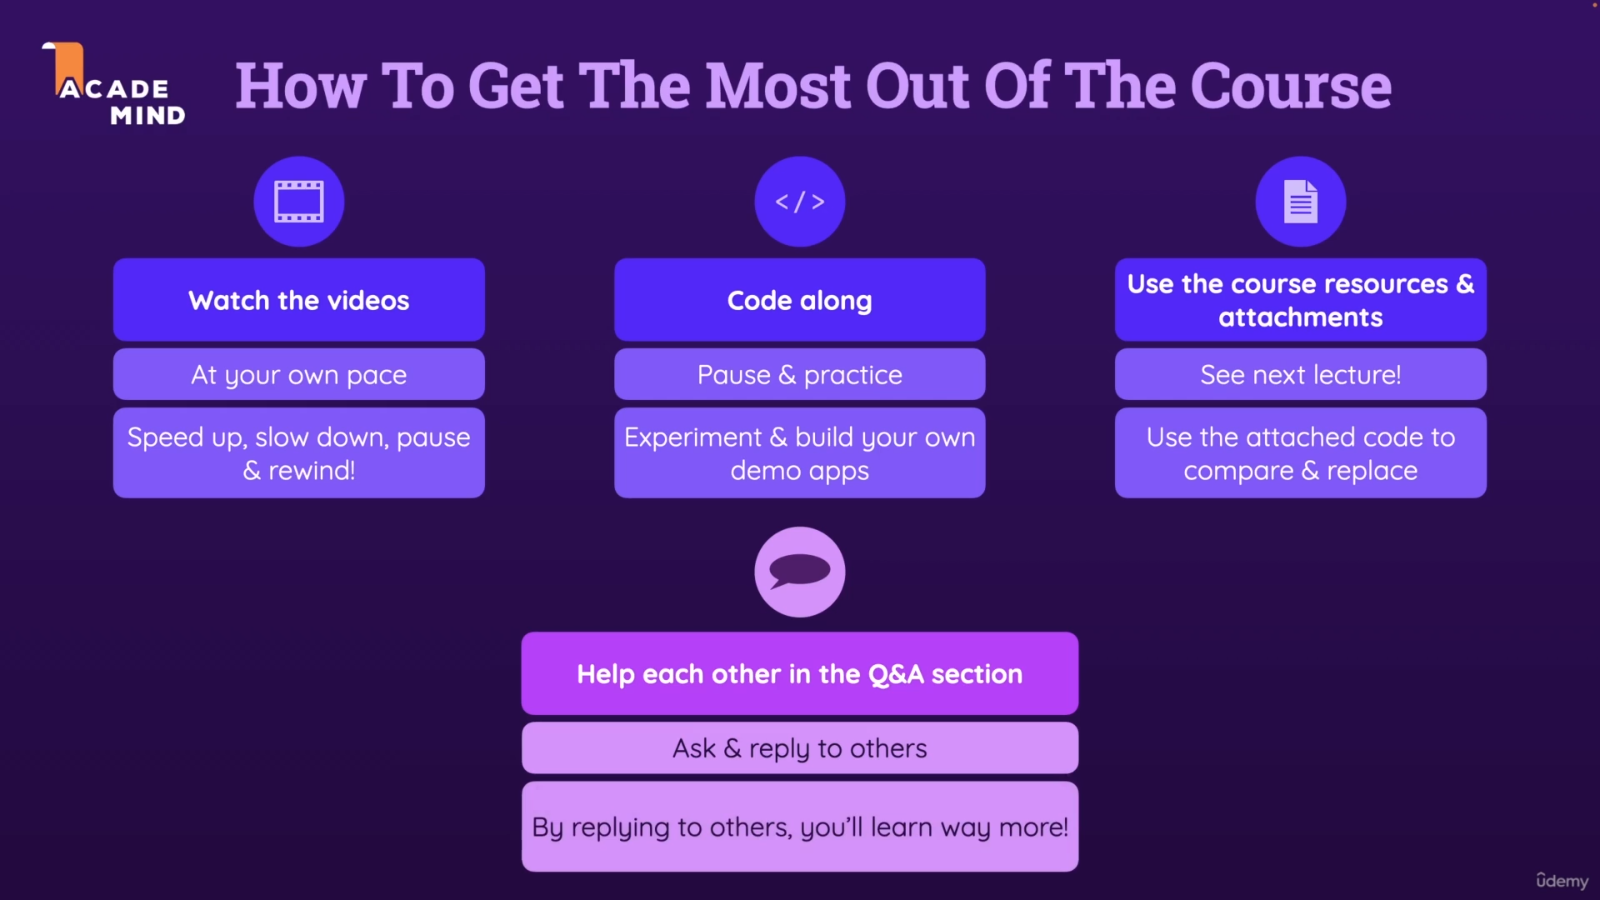 ACADE
MIND
How To Get The Most Out Of The Course
</>
Watch the videos
At your own pace
Speed up, slow down, pause
& rewind!
Code along
Pause & practice
Experiment & build your own
demo apps
Use the course resources &
attachments
See next lecture!
Use the attached code to
compare & replace
Help each other in the Q&A section
Ask & reply to others
By replying to others, you'll learn way more!
ûdemy